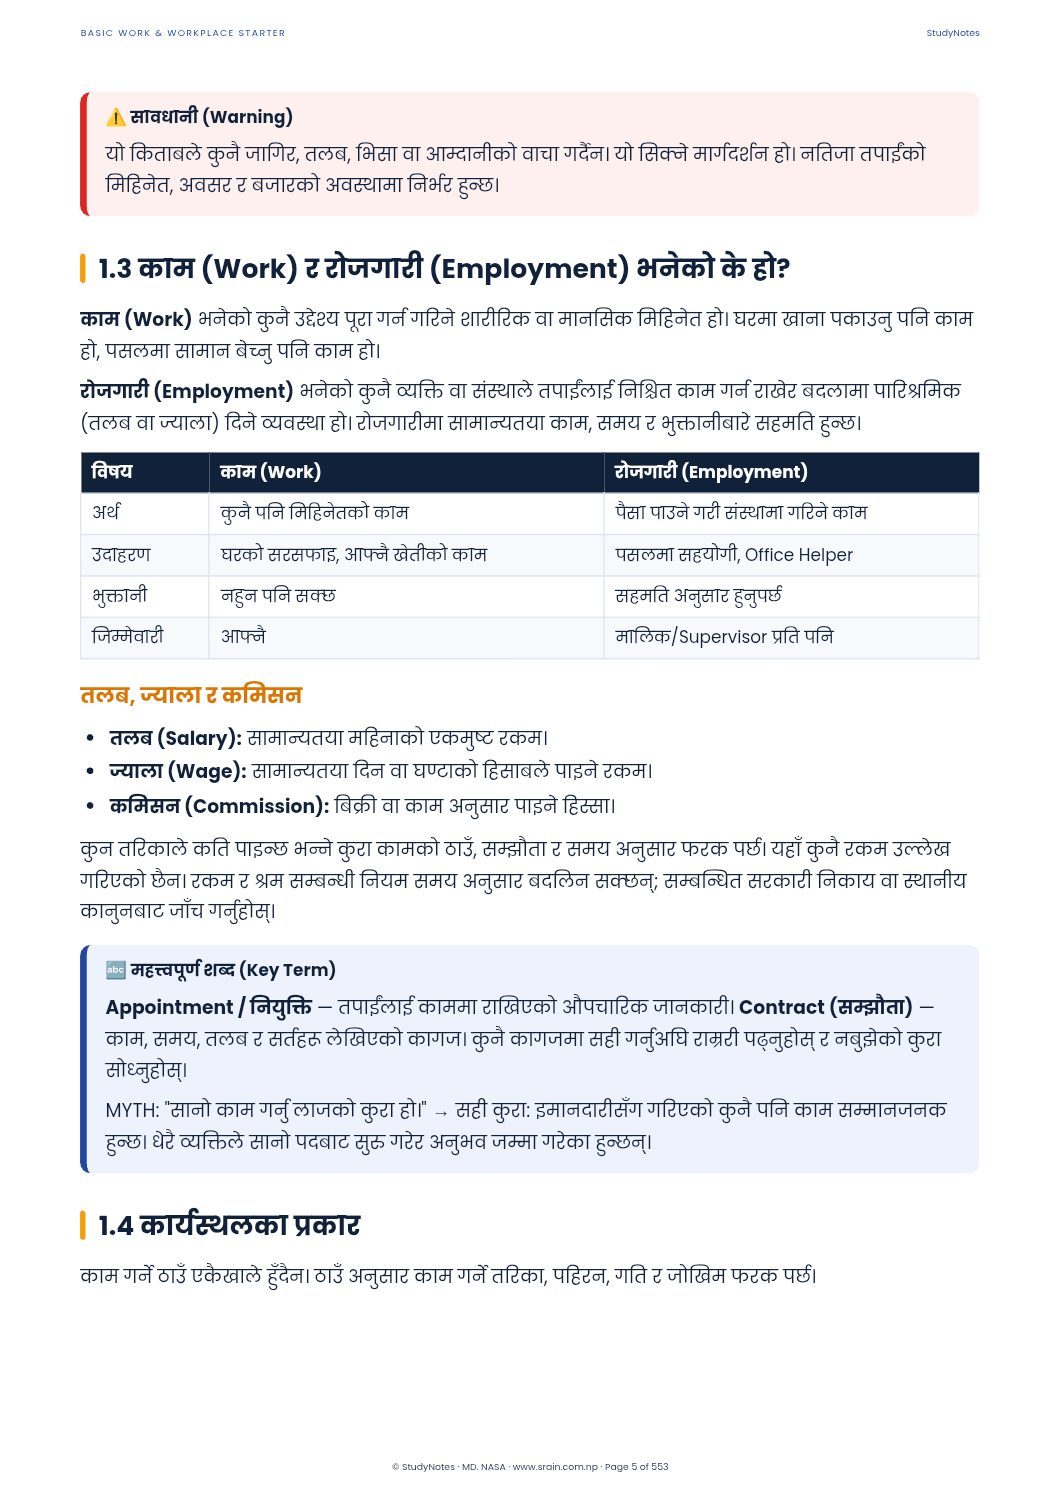 BASIC WORK & WORKPLACE STARTER
StudyNotes
⚠️ सावधानी (Warning)
यो किताबले कुनै जागिर, तलब, भिसा वा आम्दानीको वाचा गर्दैन। यो सिक्ने मार्गदर्शन हो। नतिजा तपाईंको
मिहिनेत, अवसर र बजारको अवस्थामा निर्भर हुन्छ।
1.3 काम (Work) र रोजगारी (Employment) भनेको के हो?
काम (Work) भनेको कुनै उद्देश्य पूरा गर्न गरिने शारीरिक वा मानसिक मिहिनेत हो। घरमा खाना पकाउनु पनि काम
हो, पसलमा सामान बेच्नु पनि काम हो।
रोजगारी (Employment) भनेको कुनै व्यक्ति वा संस्थाले तपाईंलाई निश्चित काम गर्न राखेर बदलामा पारिश्रमिक
(तलब वा ज्याला) दिने व्यवस्था हो। रोजगारीमा सामान्यतया काम, समय र भुक्तानीबारे सहमति हुन्छ।
विषय काम (Work) रोजगारी (Employment)
अर्थ कुनै पनि मिहिनेतको काम पैसा पाउने गरी संस्थामा गरिने काम
उदाहरण घरको सरसफाइ, आफ्नै खेतीको काम पसलमा सहयोगी, Office Helper
भुक्तानी नहुन पनि सक्छ सहमति अनुसार हुनुपर्छ
जिम्मेवारी आफ्नै मालिक/Supervisor प्रति पनि
तलब, ज्याला र कमिसन
• तलब (Salary): सामान्यतया महिनाको एकमुष्ट रकम।
• ज्याला (Wage): सामान्यतया दिन वा घण्टाको हिसाबले पाइने रकम।
• कमिसन (Commission): बिक्री वा काम अनुसार पाइने हिस्सा।
कुन तरिकाले कति पाइन्छ भन्ने कुरा कामको ठाउँ, सम्झौता र समय अनुसार फरक पर्छ। यहाँ कुनै रकम उल्लेख
गरिएको छैन। रकम र श्रम सम्बन्धी नियम समय अनुसार बदलिन सक्छन्; सम्बन्धित सरकारी निकाय वा स्थानीय
कानुनबाट जाँच गर्नुहोस्।
🔤 महत्त्वपूर्ण शब्द (Key Term)
Appointment / नियुक्ति — तपाईंलाई काममा राखिएको औपचारिक जानकारी। Contract (सम्झौता) —
काम, समय, तलब र सर्तहरू लेखिएको कागज। कुनै कागजमा सही गर्नुअघि राम्ररी पढ्नुहोस् र नबुझेको कुरा
सोध्नुहोस्।
MYTH: "सानो काम गर्नु लाजको कुरा हो।" → सही कुरा: इमानदारीसँग गरिएको कुनै पनि काम सम्मानजनक
हुन्छ। धेरै व्यक्तिले सानो पदबाट सुरु गरेर अनुभव जम्मा गरेका हुन्छन्।
1.4 कार्यस्थलका प्रकार
काम गर्ने ठाउँ एकैखाले हुँदैन। ठाउँ अनुसार काम गर्ने तरिका, पहिरन, गति र जोखिम फरक पर्छ।
© StudyNotes · MD. NASA · www.srain.com.np · Page 5 of 553